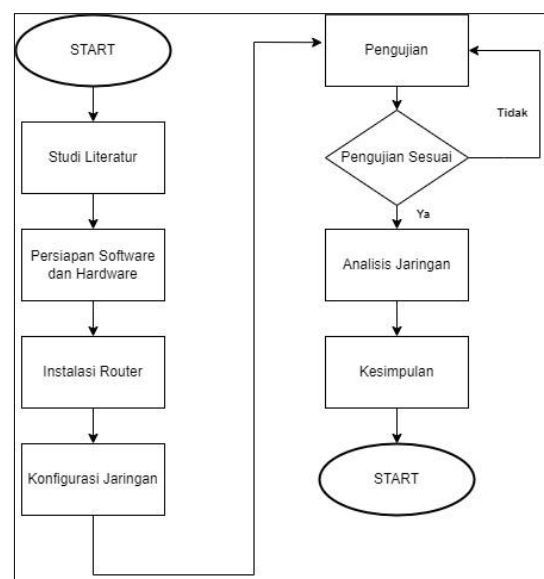 START
Studi Literatur
Persiapan Software
dan Hardware
Instalasi Router
Konfigurasi Jaringan
Pengujian
Tidak
Pengujian Sesuai
Ya
Analisis Jaringan
Kesimpulan
START